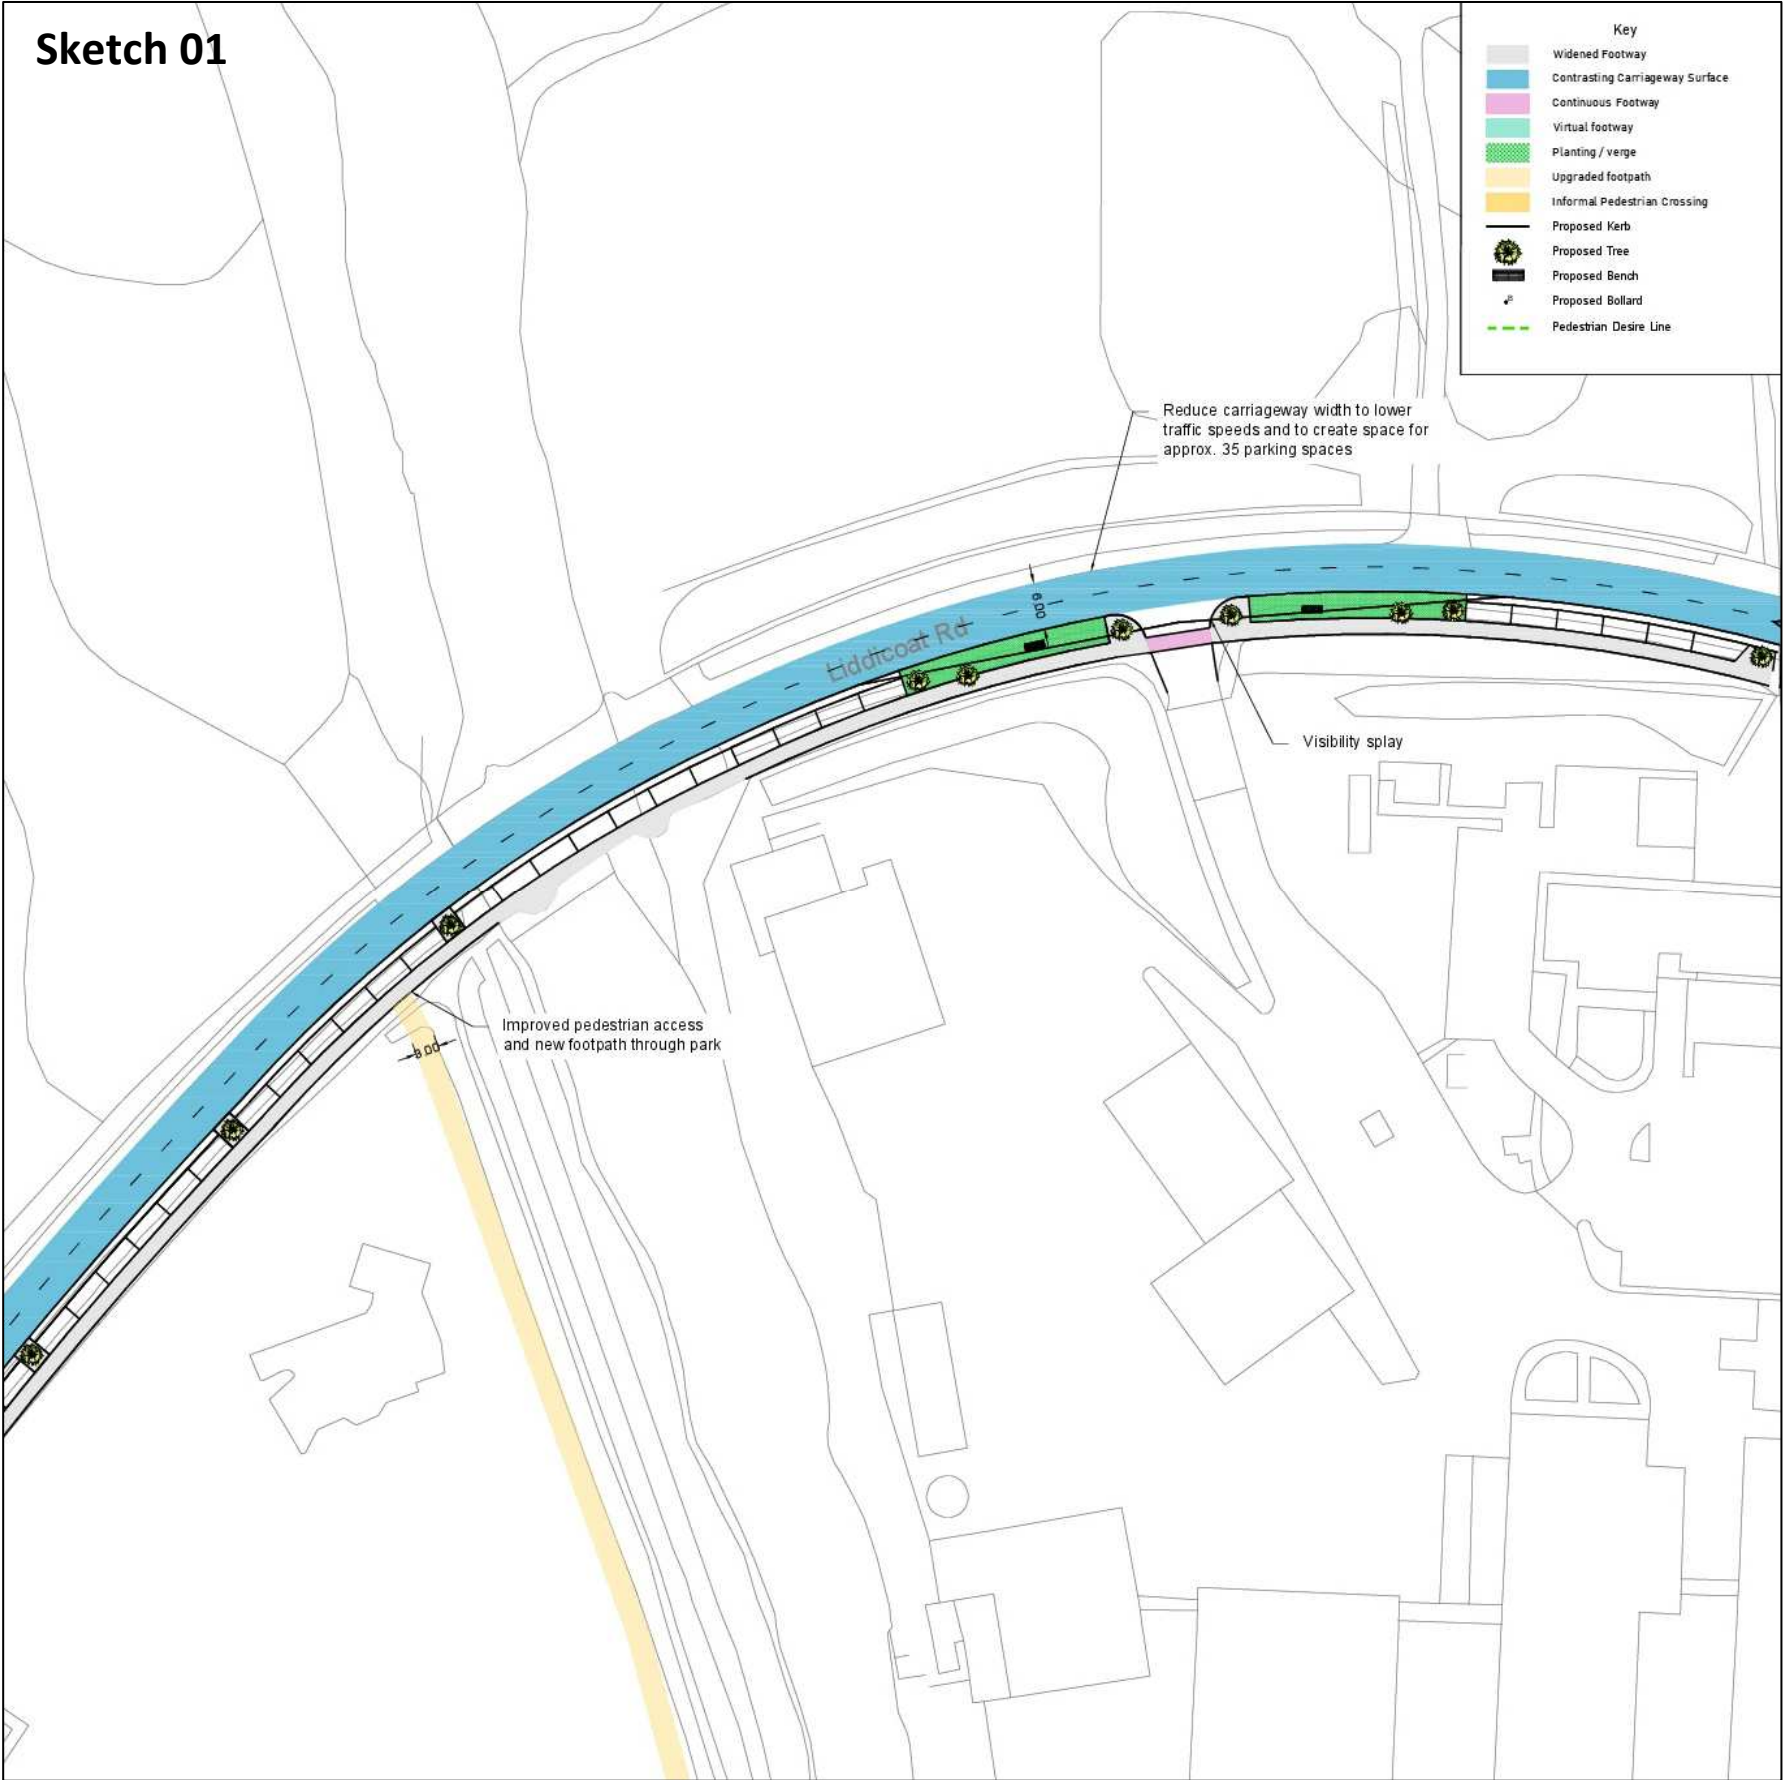 Sketch 01
Key
Widened Footway
Contrasting Carriageway Surface
Continuous Footway
Virtual footway
Planting / verge
Upgraded footpath
Informal Pedestrian Crossing
Proposed Kerb
Proposed Tree
Proposed Bench
B
Proposed Bollard
Pedestrian Desire Line
Reduce carriageway width to lower
traffic speeds and to create space for
approx. 35 parking spaces
6.00
Liddicoat Rd
Visibility splay
Improved pedestrian access
and new footpath through park
3.00